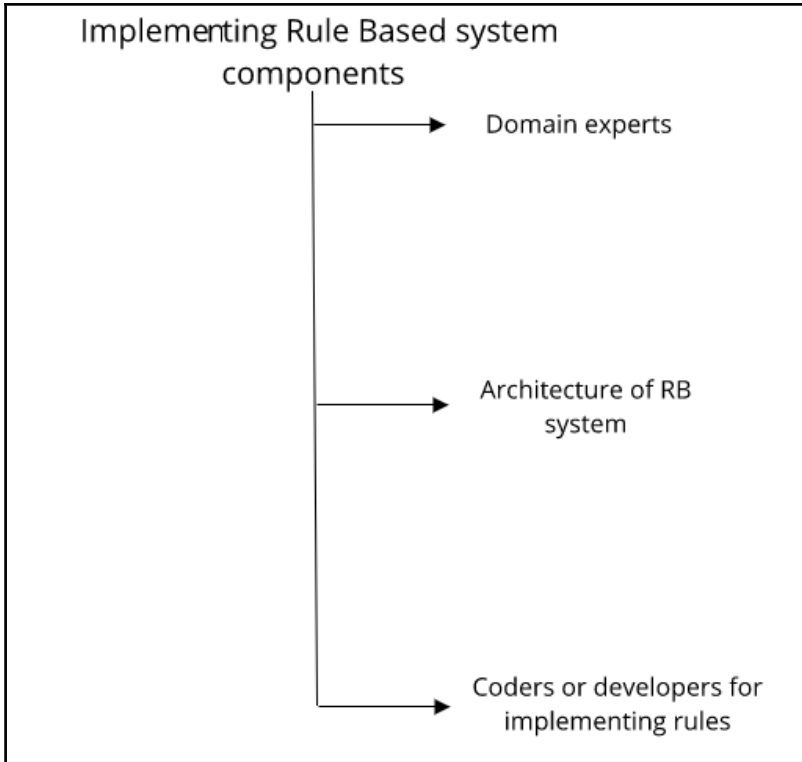 Implementing Rule Based system
components
Domain experts
Architecture of RB
system
Coders or developers for
implementing rules